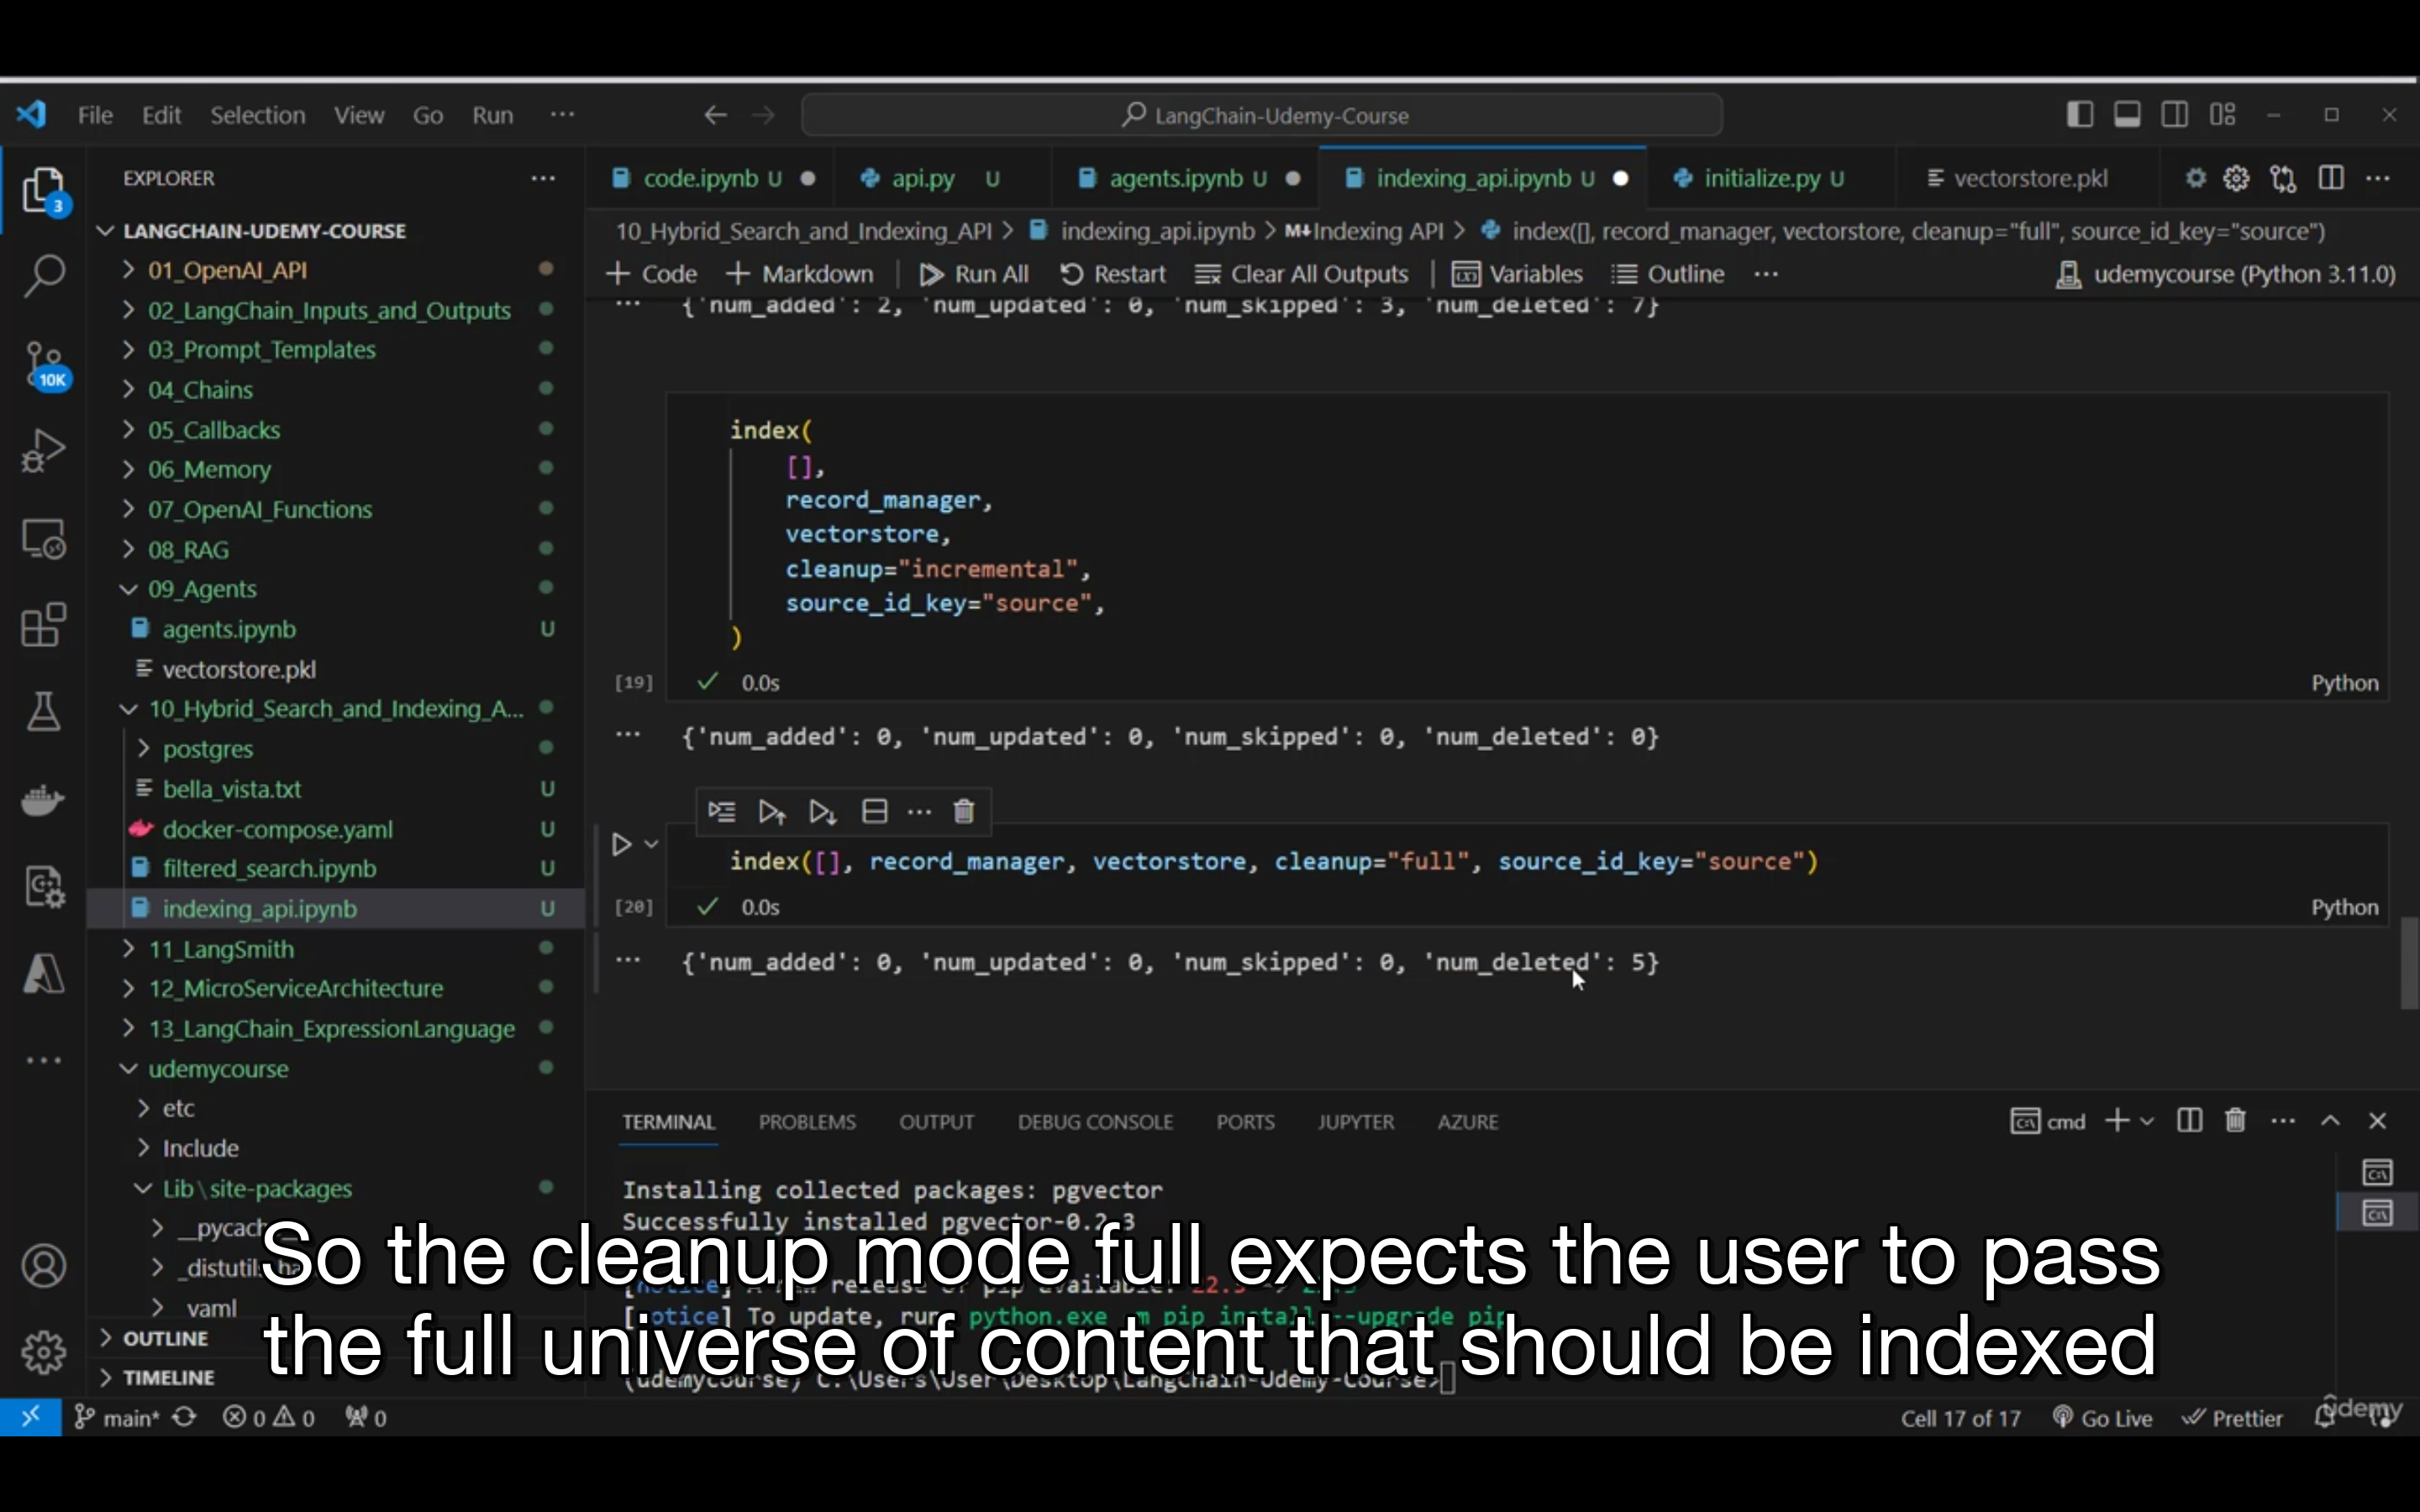 File Edit Selection View Go Run ···
LangChain-Udemy-Course
EXPLORER
3
10K
LANGCHAIN-UDEMY-COURSE
01_OpenAI_API
02_LangChain_Inputs_and_Outputs
03_Prompt_Templates
04_Chains
05_Callbacks
06_Memory
07_OpenAI_Functions
08_RAG
09_Agents
agents.ipynb U
vectorstore.pkl
10_Hybrid_Search_and_Indexing_A...
postgres
bella_vista.txt U
docker-compose.yaml U
filtered_search.ipynb U
indexing_api.ipynb U
11_LangSmith
12_MicroServiceArchitecture
13_LangChain_ExpressionLanguage
udemycourse
etc
Include
Lib\site-packages
yaml
OUTLINE
TIMELINE
code.ipynb U api.py U agents.ipynb U indexing_api.ipynb U initialize.py U vectorstore.pkl
10_Hybrid_Search_and_Indexing_API > indexing_api.ipynb > M↓Indexing API > index([], record_manager, vectorstore, cleanup="full", source_id_key="source")
+ Code + Markdown | Run All Restart Clear All Outputs | Variables Outline ··· udemycourse (Python 3.11.0)
··· {'num_added': 2, 'num_updated': 0, 'num_skipped': 3, 'num_deleted': 7}
index(
[],
record_manager,
vectorstore,
cleanup="incremental",
source_id_key="source",
)
[19] 0.0s Python
··· {'num_added': 0, 'num_updated': 0, 'num_skipped': 0, 'num_deleted': 0}
index([], record_manager, vectorstore, cleanup="full", source_id_key="source")
[20] 0.0s Python
··· {'num_added': 0, 'num_updated': 0, 'num_skipped': 0, 'num_deleted': 5}
TERMINAL PROBLEMS OUTPUT DEBUG CONSOLE PORTS JUPYTER AZURE cmd
Installing collected packages: pgvector
Successfully installed pgvector-0.2.3
[notice] To update, run: python.exe -m pip install --upgrade pip
(udemycourse) C:\Users\User\Desktop\LangChain-Udemy-Course>
So the cleanup mode full expects the user to pass
the full universe of content that should be indexed
main* 0 0 0 Cell 17 of 17 Go Live Prettier
udemy